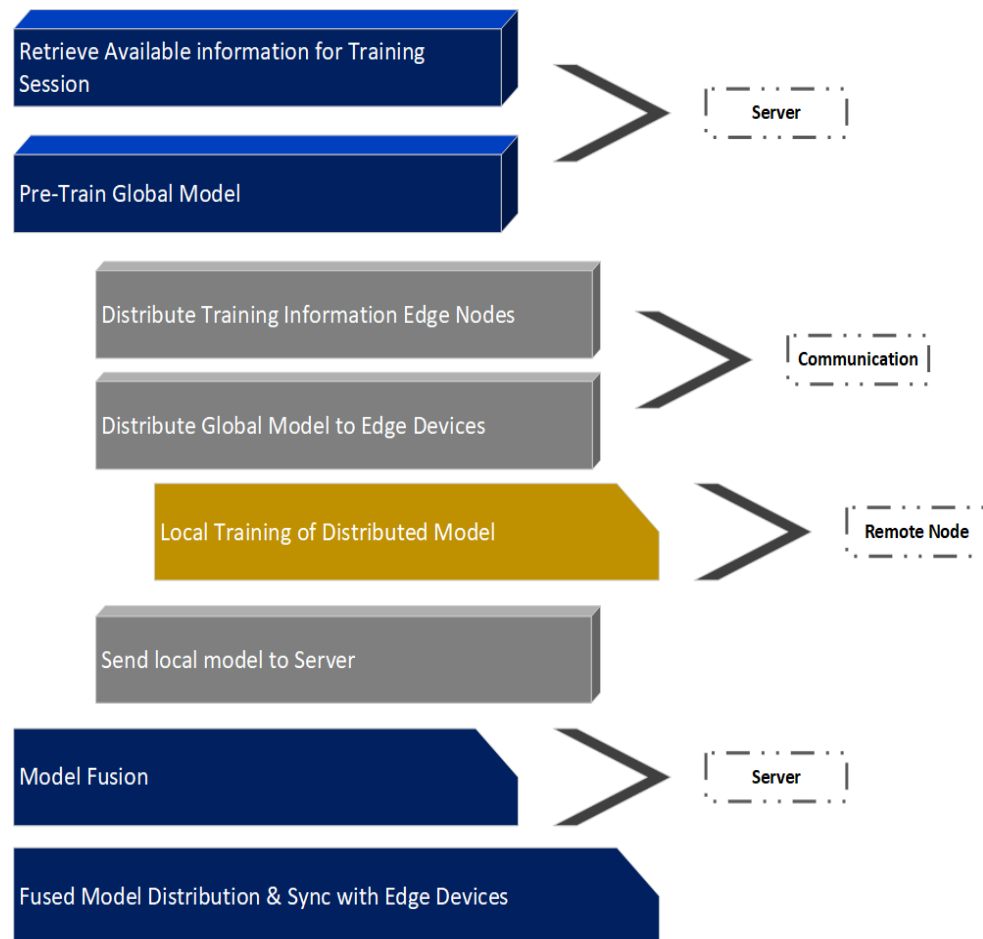 Retrieve Available information for Training
Session
Server
Pre-Train Global Model
Distribute Training Information Edge Nodes
Communication
Distribute Global Model to Edge Devices
Local Training of Distributed Model
Remote Node
Send local model to Server
Model Fusion
Server
Fused Model Distribution & Sync with Edge Devices